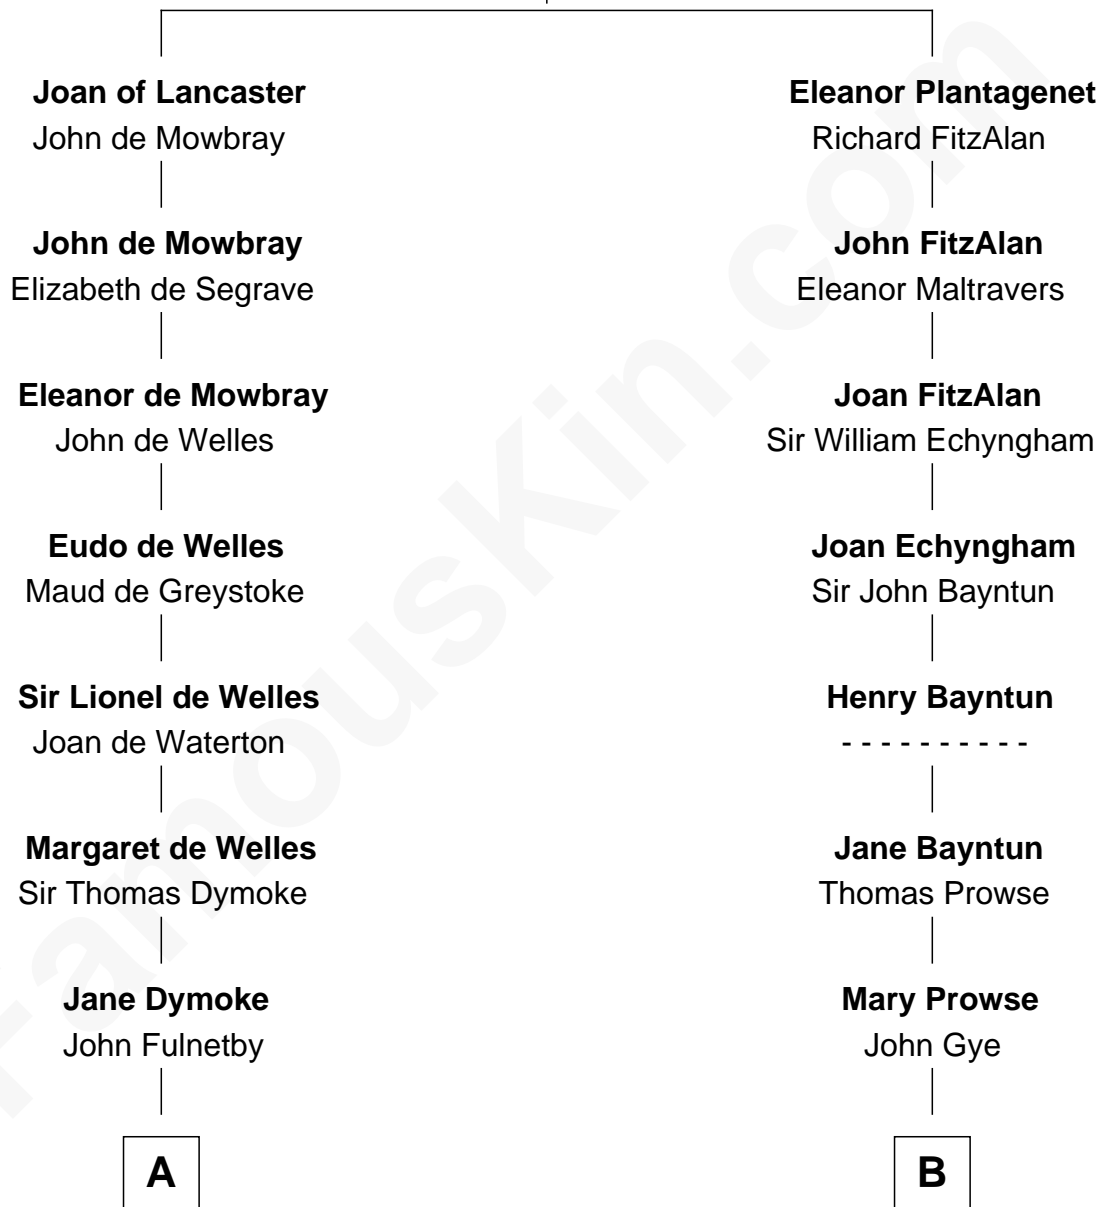 Joan of Lancaster
John de Mowbray
John de Mowbray
Elizabeth de Segrave
Eleanor de Mowbray
John de Welles
Eudo de Welles
Maud de Greystoke
Sir Lionel de Welles
Joan de Waterton
Margaret de Welles
Sir Thomas Dymoke
Jane Dymoke
John Fulnetby
A
Eleanor Plantagenet
Richard FitzAlan
John FitzAlan
Eleanor Maltravers
Joan FitzAlan
Sir William Echyngham
Joan Echyngham
Sir John Bayntun
Henry Bayntun
- - - - - - - - - -
Jane Bayntun
Thomas Prowse
Mary Prowse
John Gye
B
FamousKin.com